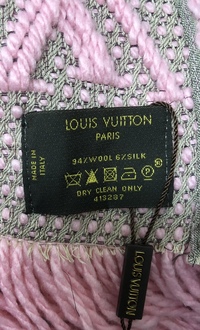 LOUIS VUITTON
PARIS
94%WOOL 6%SILK
MADE IN
ITALY
P
DRY CLEAN ONLY
413287
LOUIS VUITTON